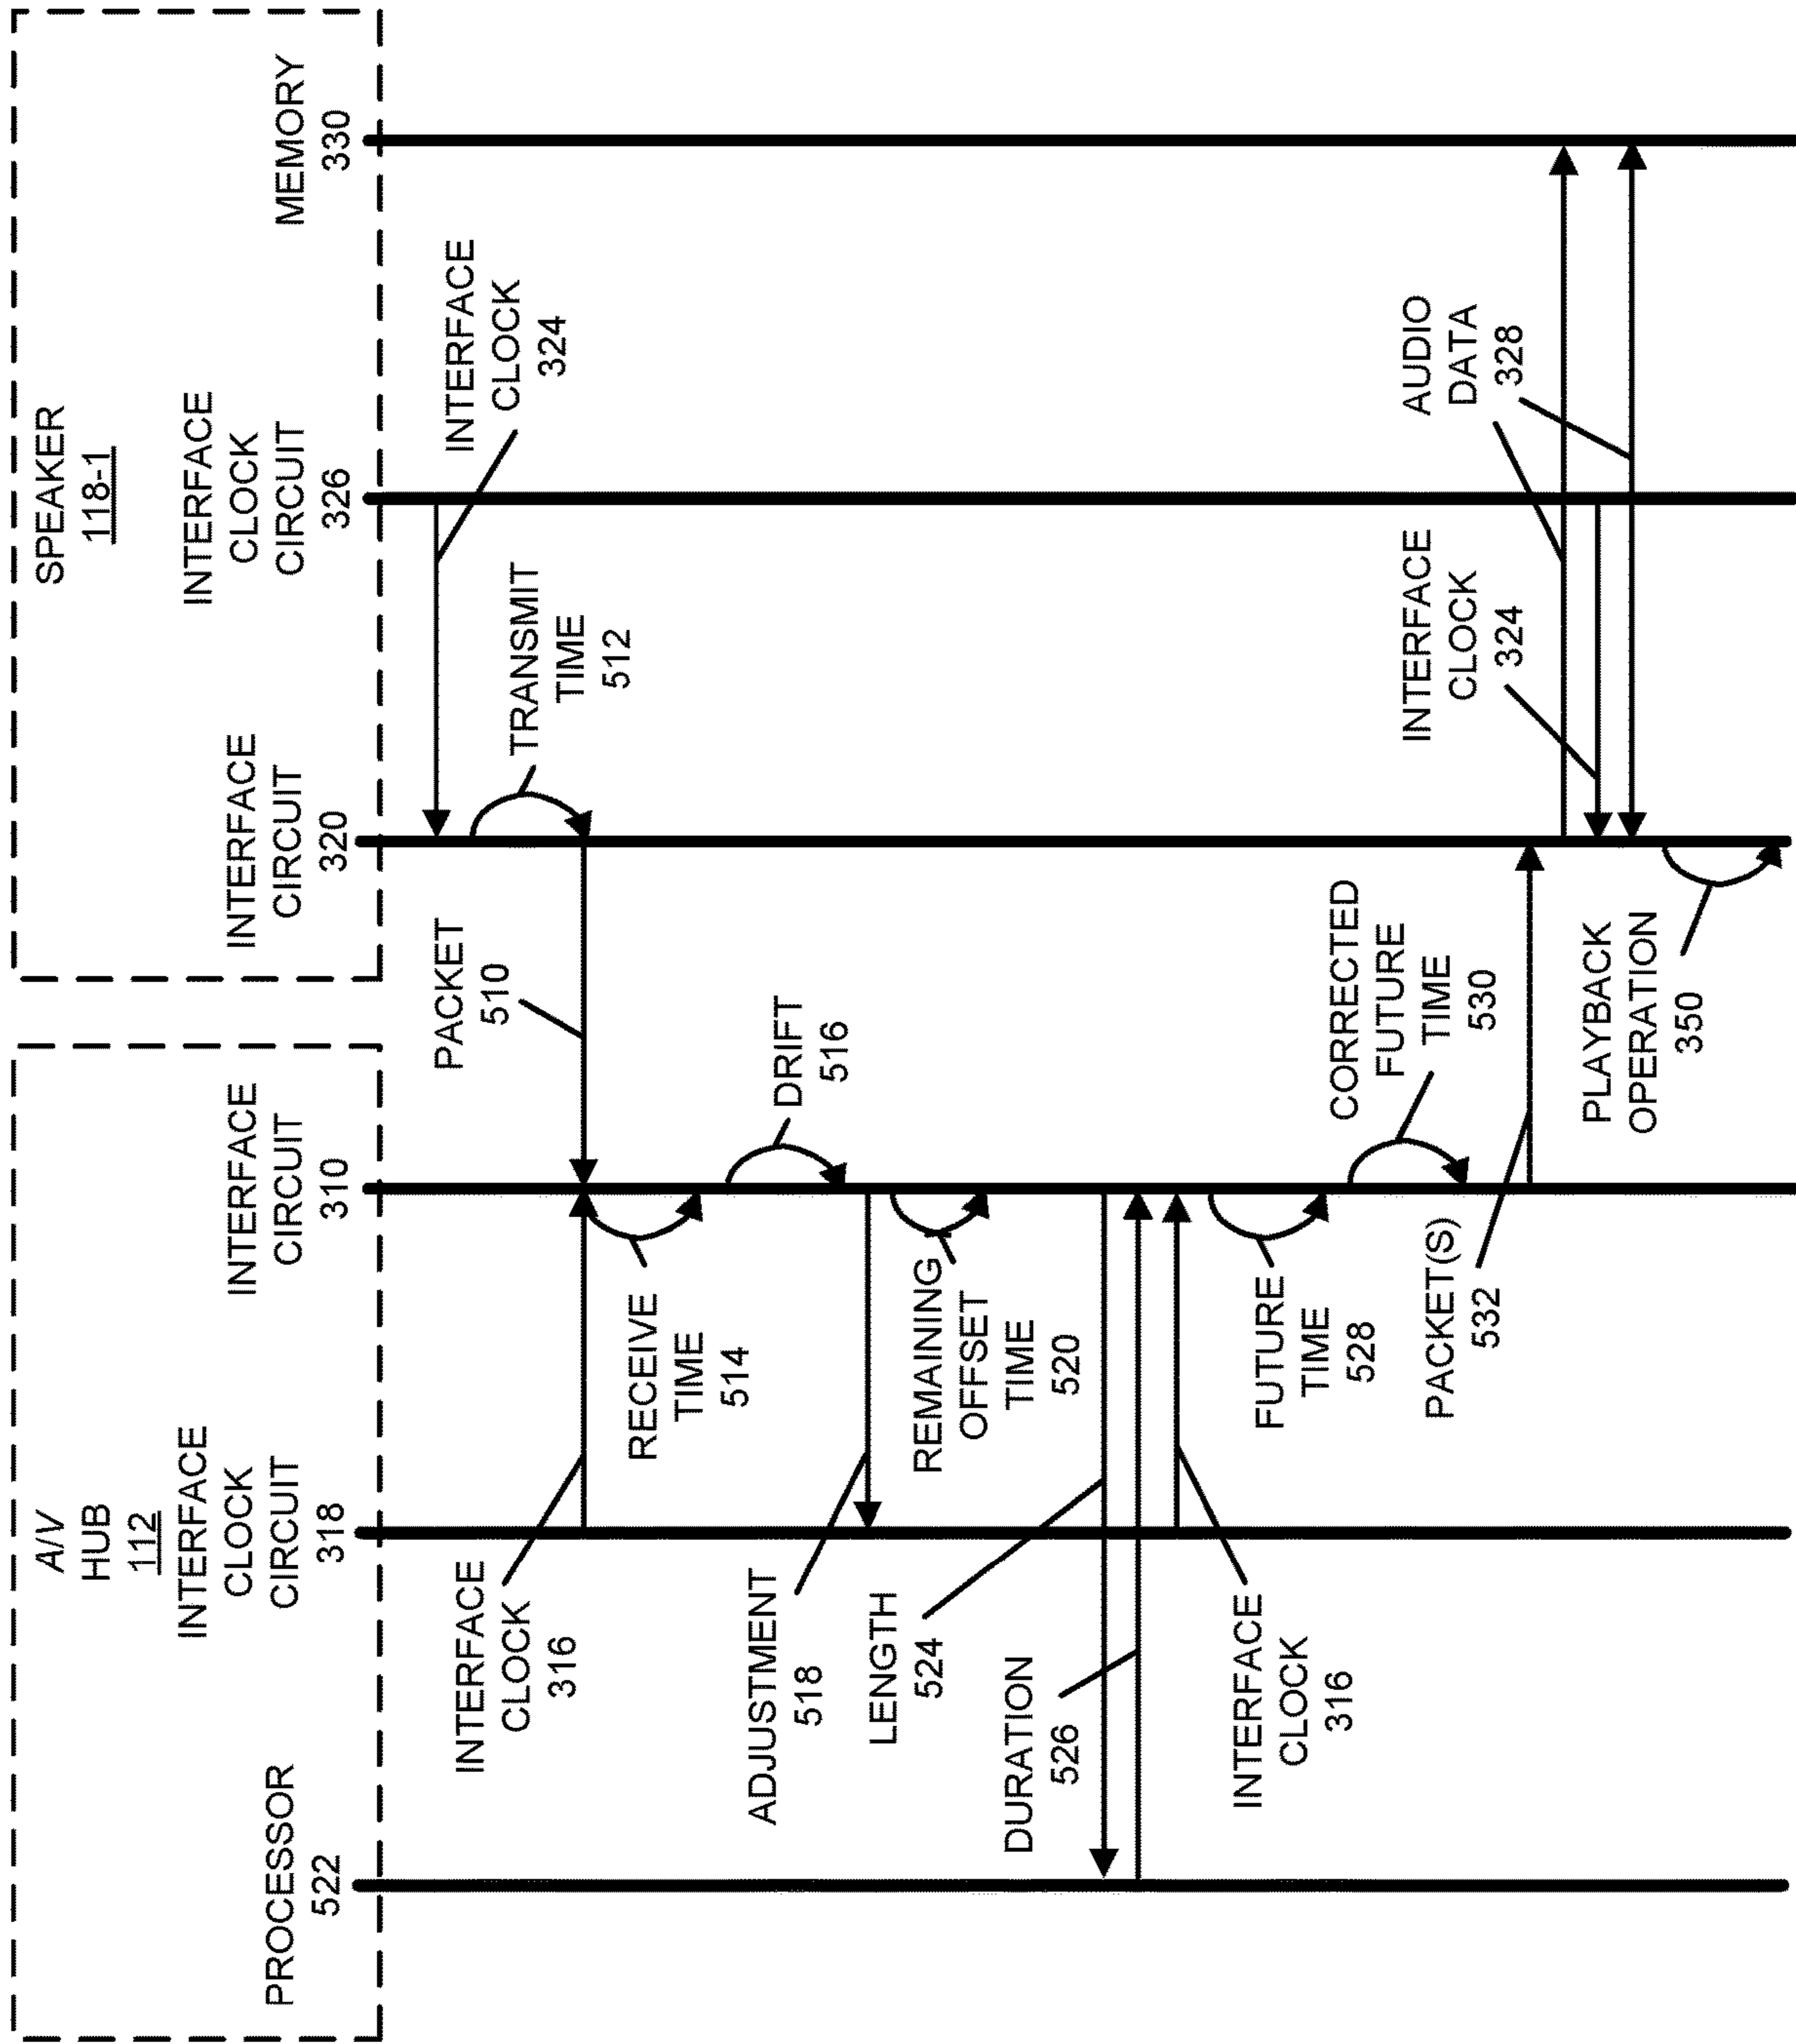 A/V
HUB
112
PROCESSOR
522
INTERFACE
CLOCK
CIRCUIT
318
INTERFACE
CIRCUIT
310
SPEAKER
118-1
INTERFACE
CIRCUIT
320
INTERFACE
CLOCK
CIRCUIT
326
MEMORY
330
INTERFACE
CLOCK
324
TRANSMIT
TIME
512
PACKET
510
INTERFACE
CLOCK
316
RECEIVE
TIME
514
DRIFT
516
ADJUSTMENT
518
REMAINING
OFFSET
TIME
520
LENGTH
524
DURATION
526
INTERFACE
CLOCK
316
FUTURE
TIME
528
CORRECTED
FUTURE
TIME
530
PACKET(S)
532
AUDIO
DATA
328
INTERFACE
CLOCK
324
PLAYBACK
OPERATION
350